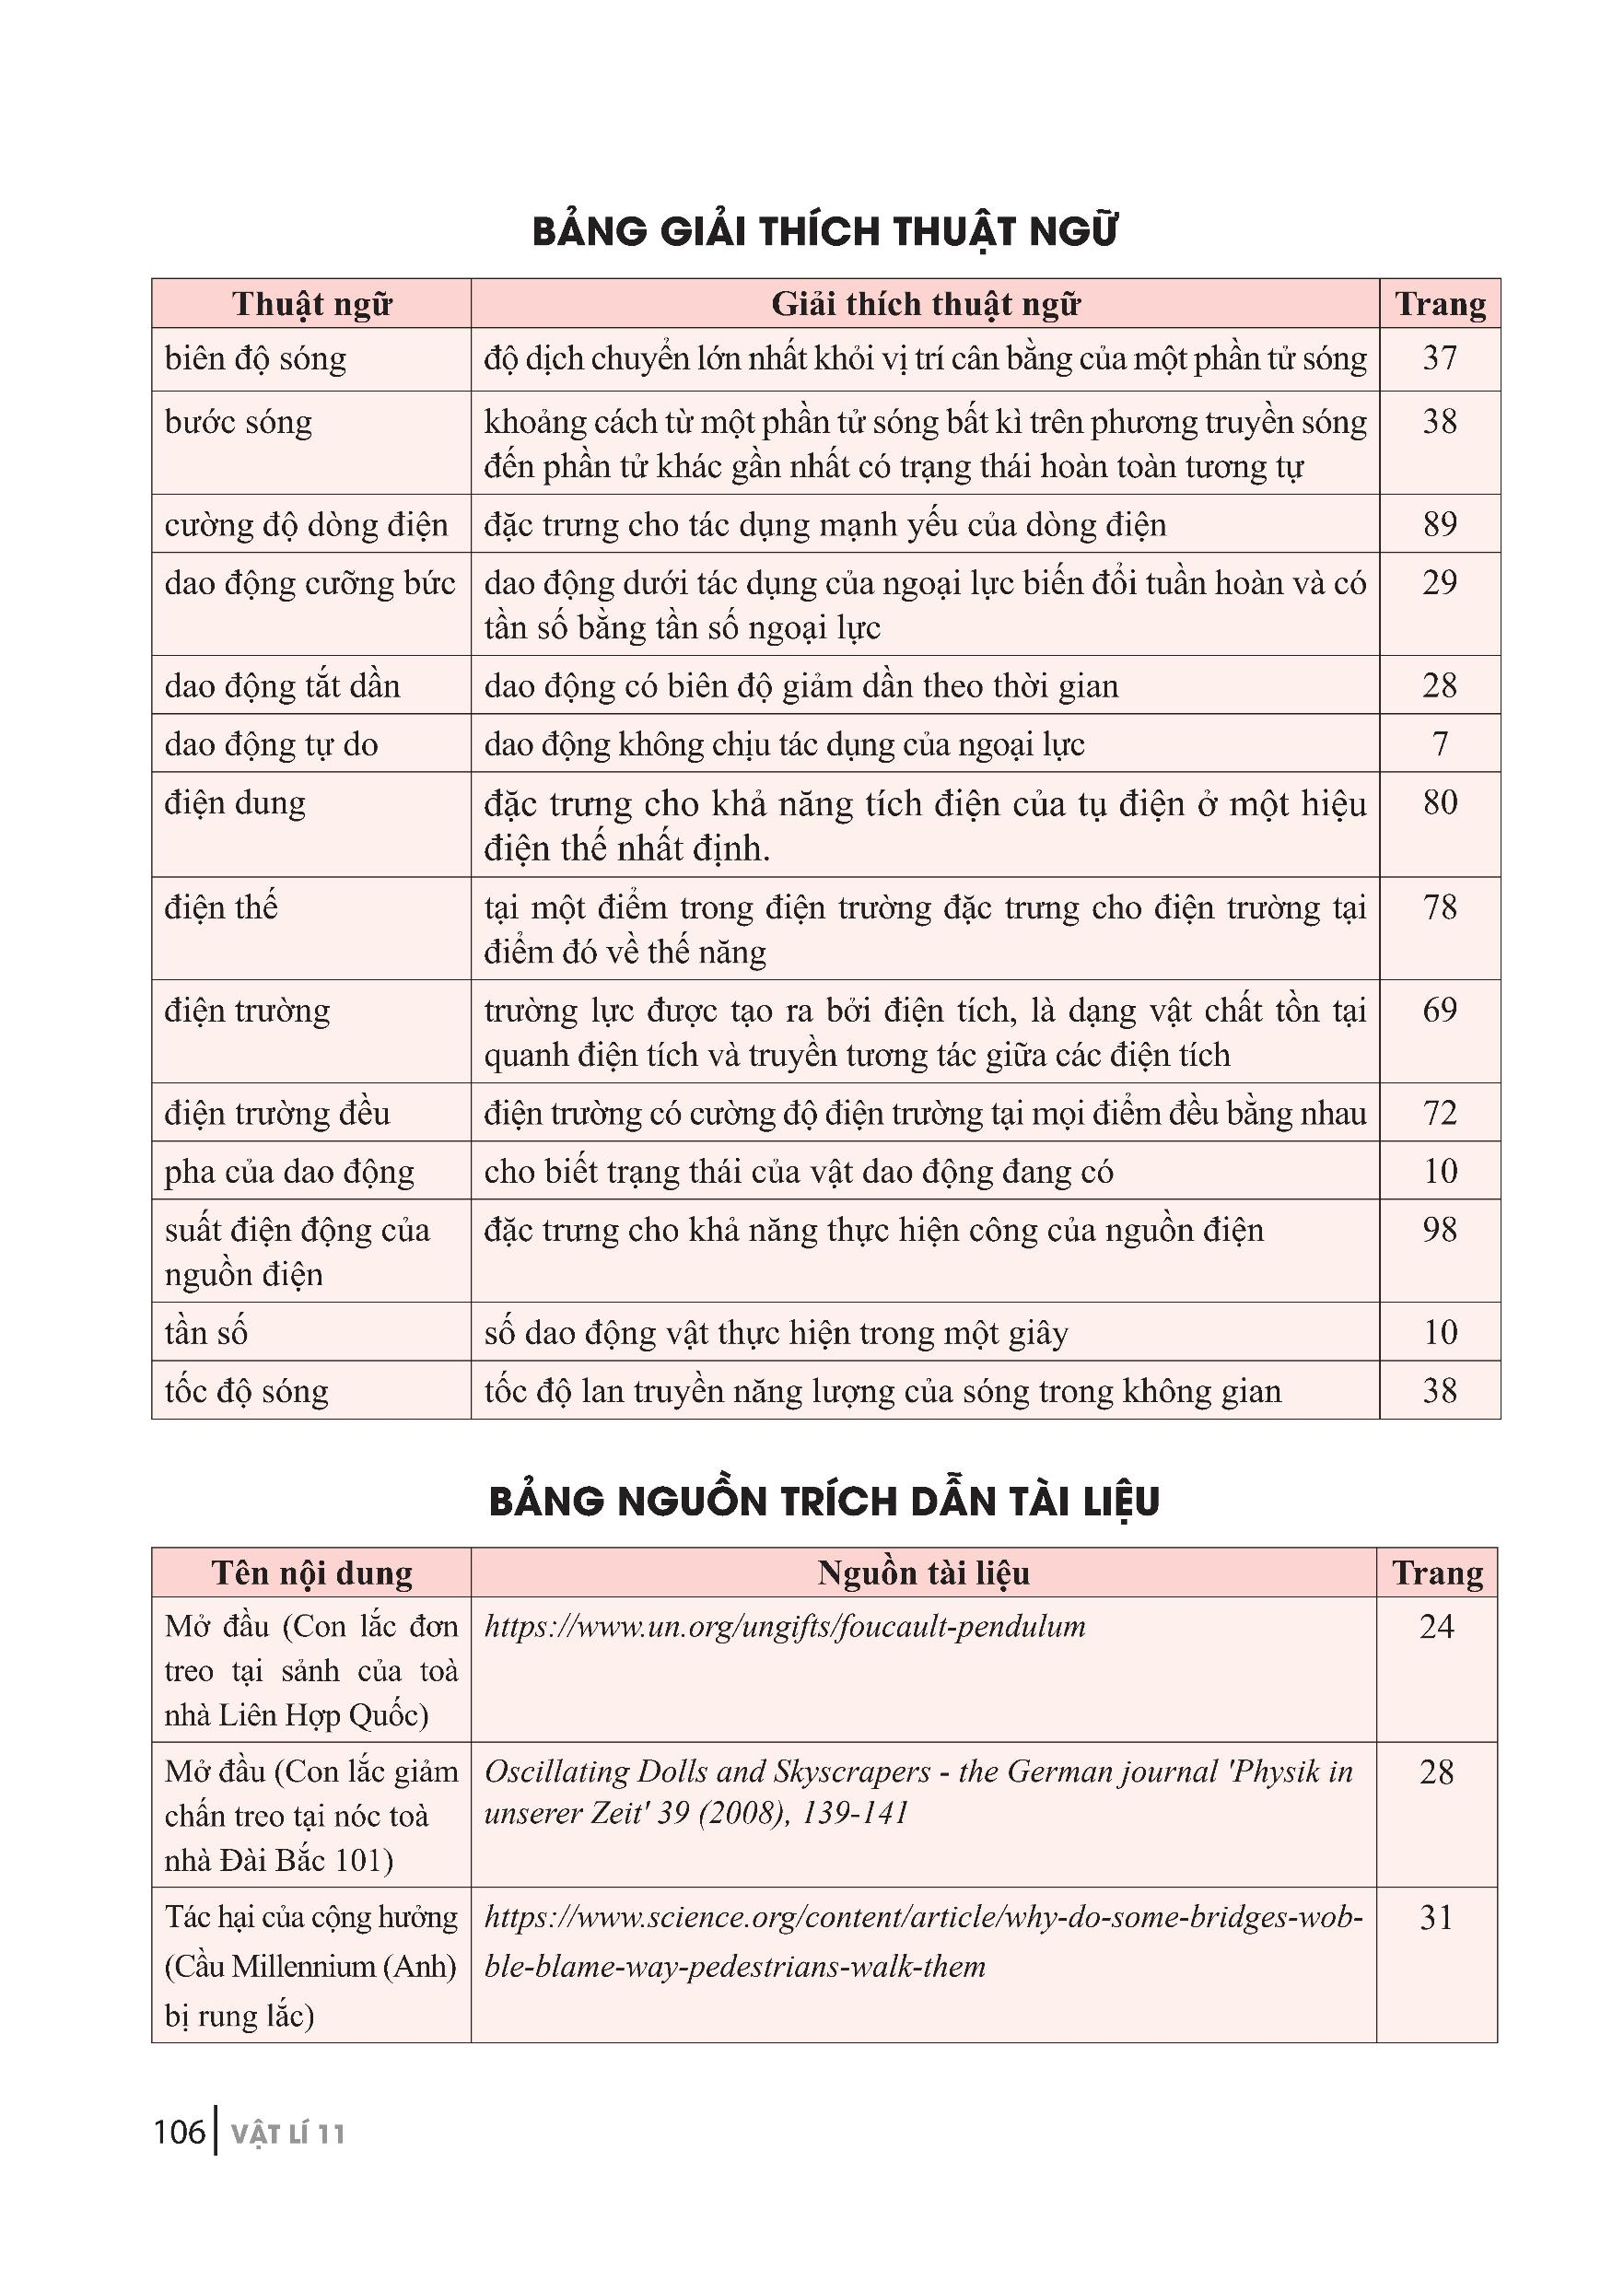 BẢNG GIẢI THÍCH THUẬT NGỮ
Thuật ngữ Giải thích thuật ngữ Trang
biên độ sóng độ dịch chuyển lớn nhất khỏi vị trí cân bằng của một phần tử sóng 37
bước sóng khoảng cách từ một phần tử sóng bất kì trên phương truyền sóng 38
đến phần tử khác gần nhất có trạng thái hoàn toàn tương tự
cường độ dòng điện đặc trưng cho tác dụng mạnh yếu của dòng điện 89
dao động cưỡng bức dao động dưới tác dụng của ngoại lực biến đổi tuần hoàn và có 29
tần số bằng tần số ngoại lực
dao động tắt dần dao động có biên độ giảm dần theo thời gian 28
dao động tự do dao động không chịu tác dụng của ngoại lực 7
điện dung đặc trưng cho khả năng tích điện của tụ điện ở một hiệu 80
điện thế nhất định.
điện thế tại một điểm trong điện trường đặc trưng cho điện trường tại 78
điểm đó về thế năng
điện trường trường lực được tạo ra bởi điện tích, là dạng vật chất tồn tại 69
quanh điện tích và truyền tương tác giữa các điện tích
điện trường đều điện trường có cường độ điện trường tại mọi điểm đều bằng nhau 72
pha của dao động cho biết trạng thái của vật dao động đang có 10
suất điện động của đặc trưng cho khả năng thực hiện công của nguồn điện 98
nguồn điện
tần số số dao động vật thực hiện trong một giây 10
tốc độ sóng tốc độ lan truyền năng lượng của sóng trong không gian 38
BẢNG NGUỒN TRÍCH DẪN TÀI LIỆU
Tên nội dung Nguồn tài liệu Trang
Mở đầu (Con lắc đơn https://www.un.org/ungifts/foucault-pendulum 24
treo tại sảnh của toà
nhà Liên Hợp Quốc)
Mở đầu (Con lắc giảm Oscillating Dolls and Skyscrapers - the German journal 'Physik in 28
chấn treo tại nóc toà unserer Zeit' 39 (2008), 139-141
nhà Đài Bắc 101)
Tác hại của cộng hưởng https://www.science.org/content/article/why-do-some-bridges-wob- 31
(Cầu Millennium (Anh) ble-blame-way-pedestrians-walk-them
bị rung lắc)
106 VẬT LÍ 11